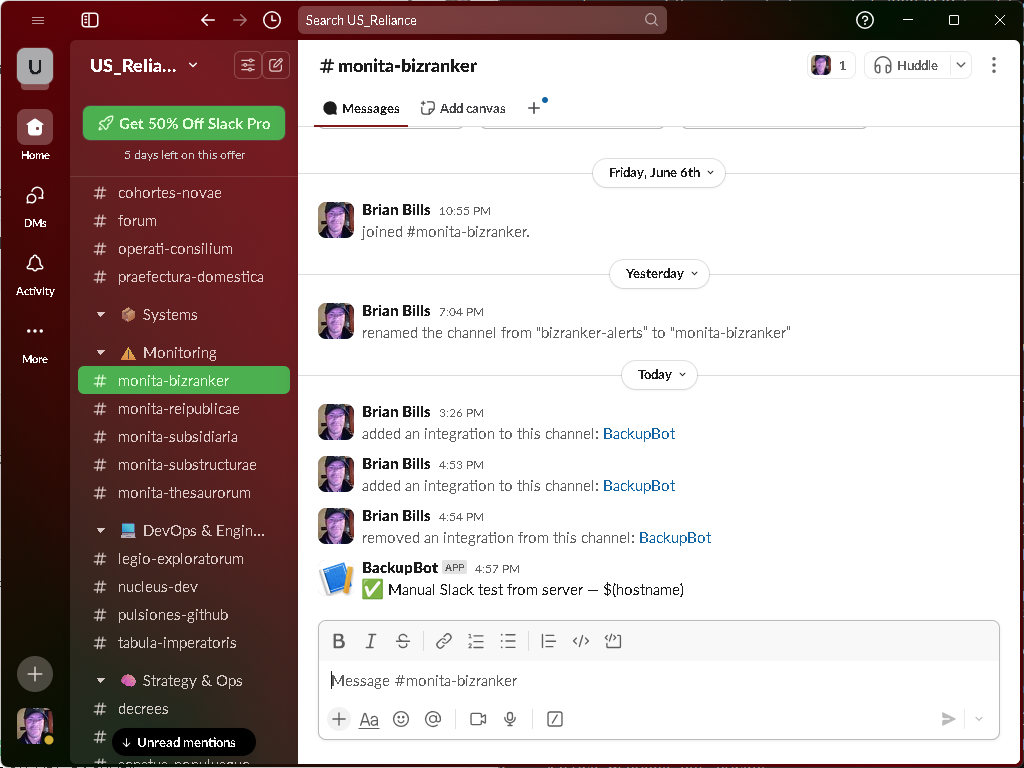 Search US_Reliance
U
US_Relia...
Get 50% Off Slack Pro
5 days left on this offer
Home
DMs
Activity
More
# cohortes-novae
# forum
# operati-consilium
# praefectura-domestica
Systems
Monitoring
# monita-bizranker
# monita-reipublicae
# monita-subsidiaria
# monita-substructurae
# monita-thesaurorum
DevOps & Engin...
# legio-exploratorum
# nucleus-dev
# pulsiones-github
# tabula-imperatoris
Strategy & Ops
# decrees
#
↓ Unread mentions
# monita-bizranker
1
Huddle
Messages
Add canvas
Friday, June 6th
Brian Bills 10:55 PM
joined #monita-bizranker.
Yesterday
Brian Bills 7:04 PM
renamed the channel from "bizranker-alerts" to "monita-bizranker"
Today
Brian Bills 3:26 PM
added an integration to this channel: BackupBot
Brian Bills 4:53 PM
added an integration to this channel: BackupBot
Brian Bills 4:54 PM
removed an integration from this channel: BackupBot
BackupBot APP 4:57 PM
✅ Manual Slack test from server — $(hostname)
B I S
Message #monita-bizranker
Aa